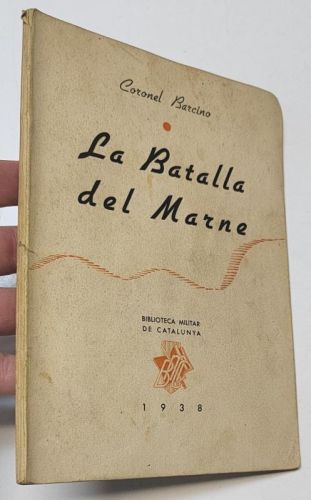 Coronel Barcino
La Batalla
del Marne
BIBLIOTECA MILITAR
DE CATALUNYA
1938